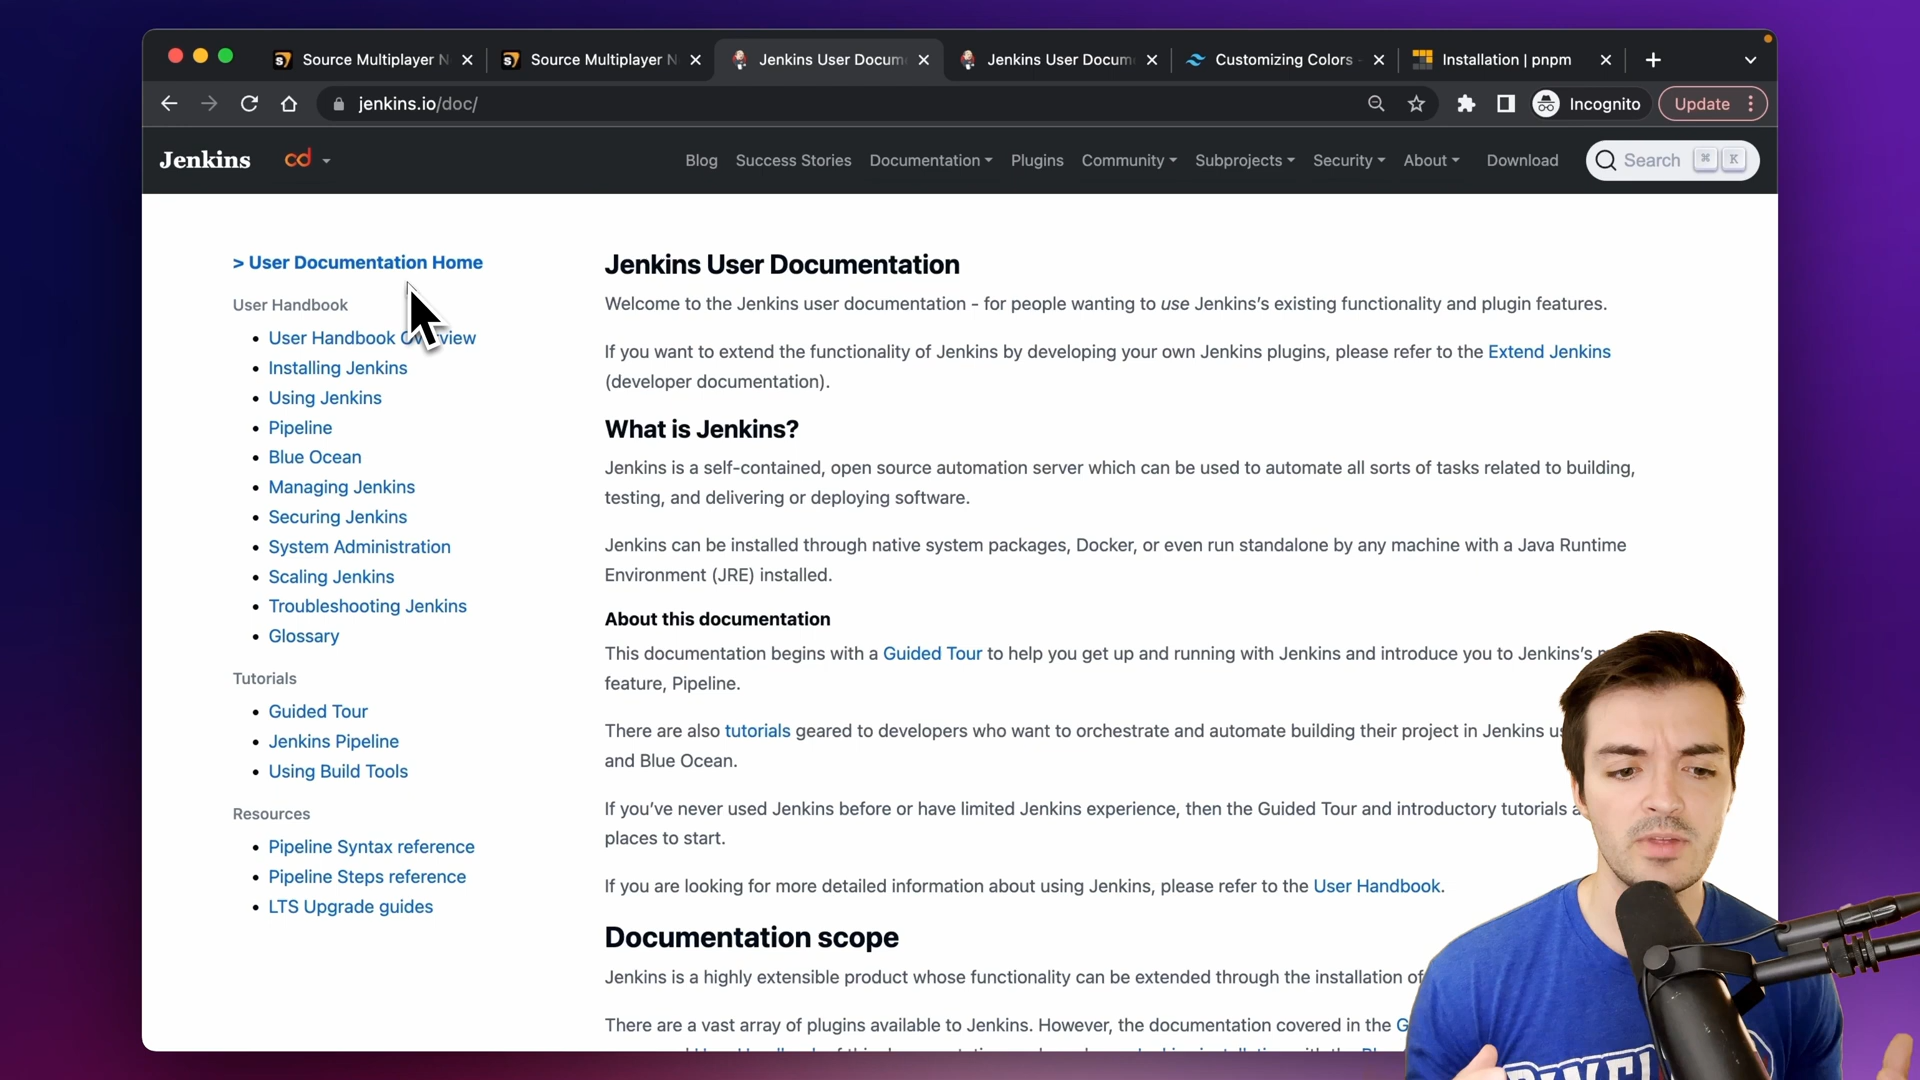 Source Multiplayer N
Source Multiplayer N
Jenkins User Docum
Jenkins User Docum
Customizing Colors -
Installation | pnpm
jenkins.io/doc/
Incognito
Update
Jenkins
cd
Blog
Success Stories
Documentation
Plugins
Community
Subprojects
Security
About
Download
Search ⌘ K
> User Documentation Home
User Handbook
• User Handbook Overview
• Installing Jenkins
• Using Jenkins
• Pipeline
• Blue Ocean
• Managing Jenkins
• Securing Jenkins
• System Administration
• Scaling Jenkins
• Troubleshooting Jenkins
• Glossary
Tutorials
• Guided Tour
• Jenkins Pipeline
• Using Build Tools
Resources
• Pipeline Syntax reference
• Pipeline Steps reference
• LTS Upgrade guides
Jenkins User Documentation
Welcome to the Jenkins user documentation - for people wanting to use Jenkins's existing functionality and plugin features.
If you want to extend the functionality of Jenkins by developing your own Jenkins plugins, please refer to the Extend Jenkins
(developer documentation).
What is Jenkins?
Jenkins is a self-contained, open source automation server which can be used to automate all sorts of tasks related to building,
testing, and delivering or deploying software.
Jenkins can be installed through native system packages, Docker, or even run standalone by any machine with a Java Runtime
Environment (JRE) installed.
About this documentation
This documentation begins with a Guided Tour to help you get up and running with Jenkins and introduce you to Jenkins's
feature, Pipeline.
There are also tutorials geared to developers who want to orchestrate and automate building their project in Jenkins us
and Blue Ocean.
If you've never used Jenkins before or have limited Jenkins experience, then the Guided Tour and introductory tutorials a
places to start.
If you are looking for more detailed information about using Jenkins, please refer to the User Handbook.
Documentation scope
Jenkins is a highly extensible product whose functionality can be extended through the installation of
There are a vast array of plugins available to Jenkins. However, the documentation covered in the G